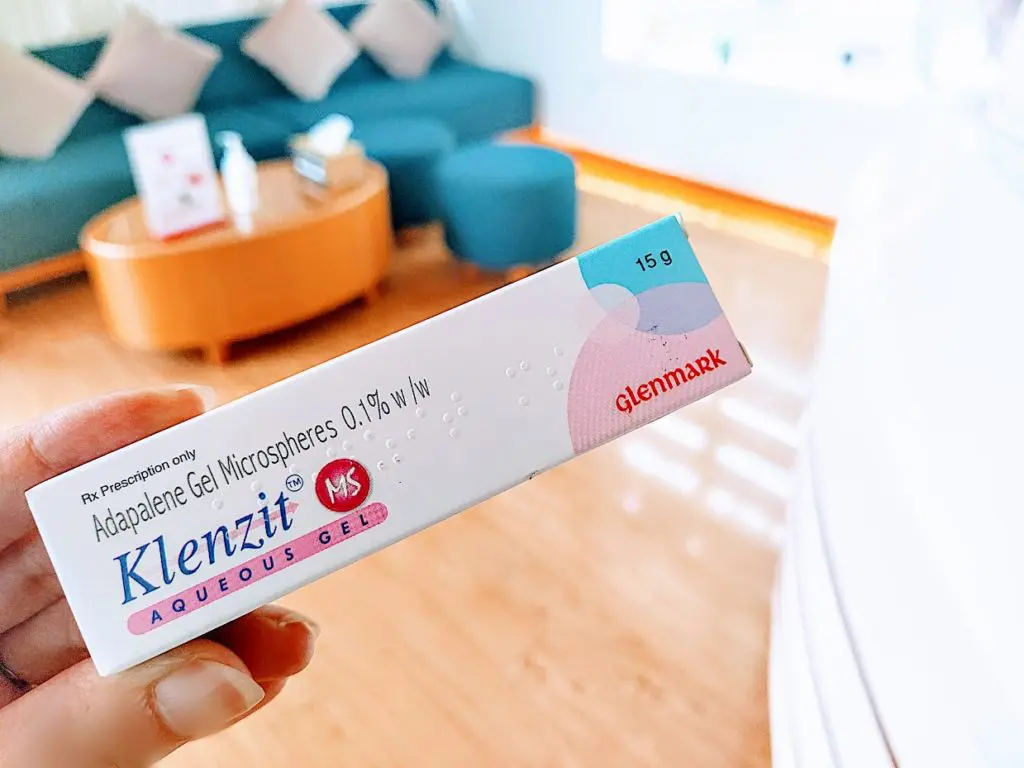 Rx Prescription only
Adapalene Gel Microspheres 0.1% w/w
Klenzit™ MS
AQUEOUS GEL
15 g
Glenmark